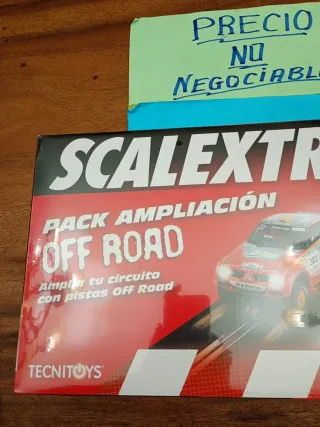 PRECIO
NO
NEGOCIABLE
SCALEXTR
PACK AMPLIACIÓN
OFF ROAD
Amplía tu circuito
con pistas Off Road
TECNITOYS